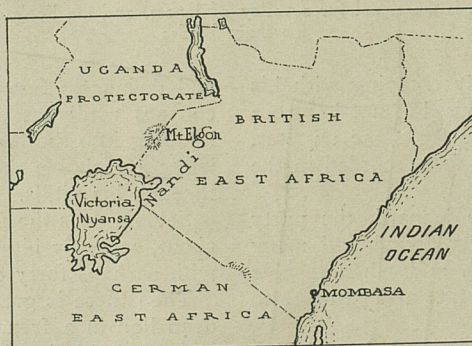 UGANDA
PROTECTORATE
BRITISH
Mt Elgon
Nandi
EAST AFRICA
Victoria
Nyansa
INDIAN
OCEAN
GERMAN
MOMBASA
EAST AFRICA